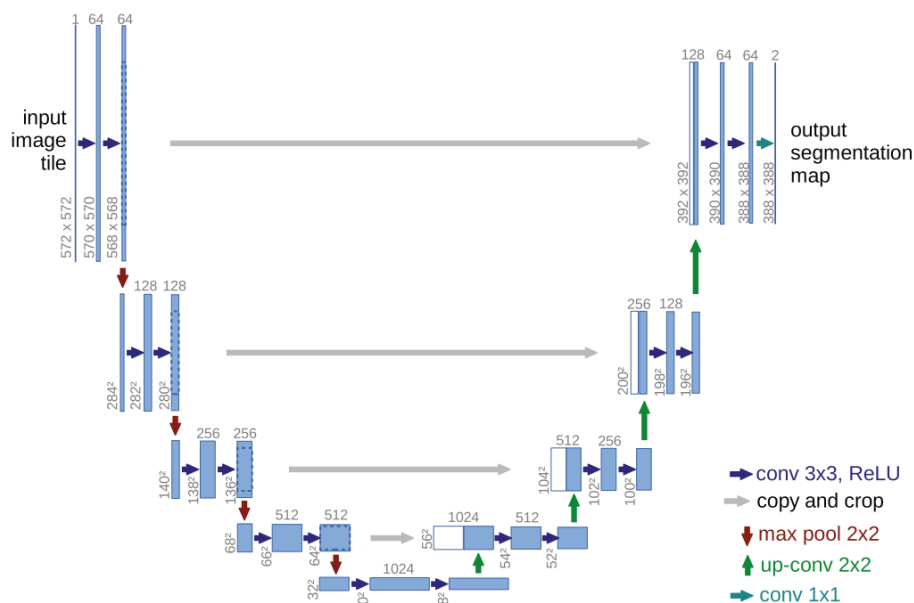 1
64
64
128
64
64
2
input
image
tile
output
segmentation
map
572 x 572
570 x 570
568 x 568
392 x 392
390 x 390
388 x 388
388 x 388
128
128
256
128
284²
282²
280²
200²
198²
196²
256
256
512
256
140²
138²
136²
104²
102²
100²
512
512
1024
512
68²
66²
64²
56²
54²
52²
1024
32²
conv 3x3, ReLU
copy and crop
max pool 2x2
up-conv 2x2
conv 1x1